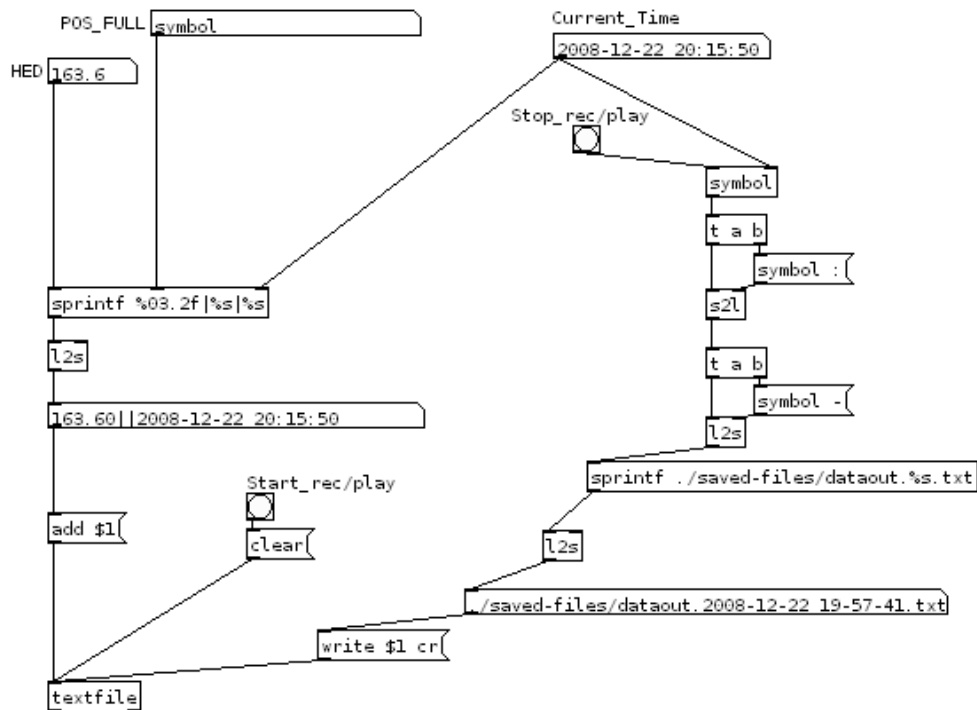 POS_FULL symbol
Current_Time
2008-12-22 20:15:50
HED 163.6
Stop_rec/play
symbol
t a b
symbol :
sprintf %03.2f|%s|%s
s2l
l2s
t a b
symbol -
163.60||2008-12-22 20:15:50
l2s
sprintf ./saved-files/dataout.%s.txt
Start_rec/play
add $1
clear
l2s
./saved-files/dataout.2008-12-22 19-57-41.txt
write $1 cr
textfile